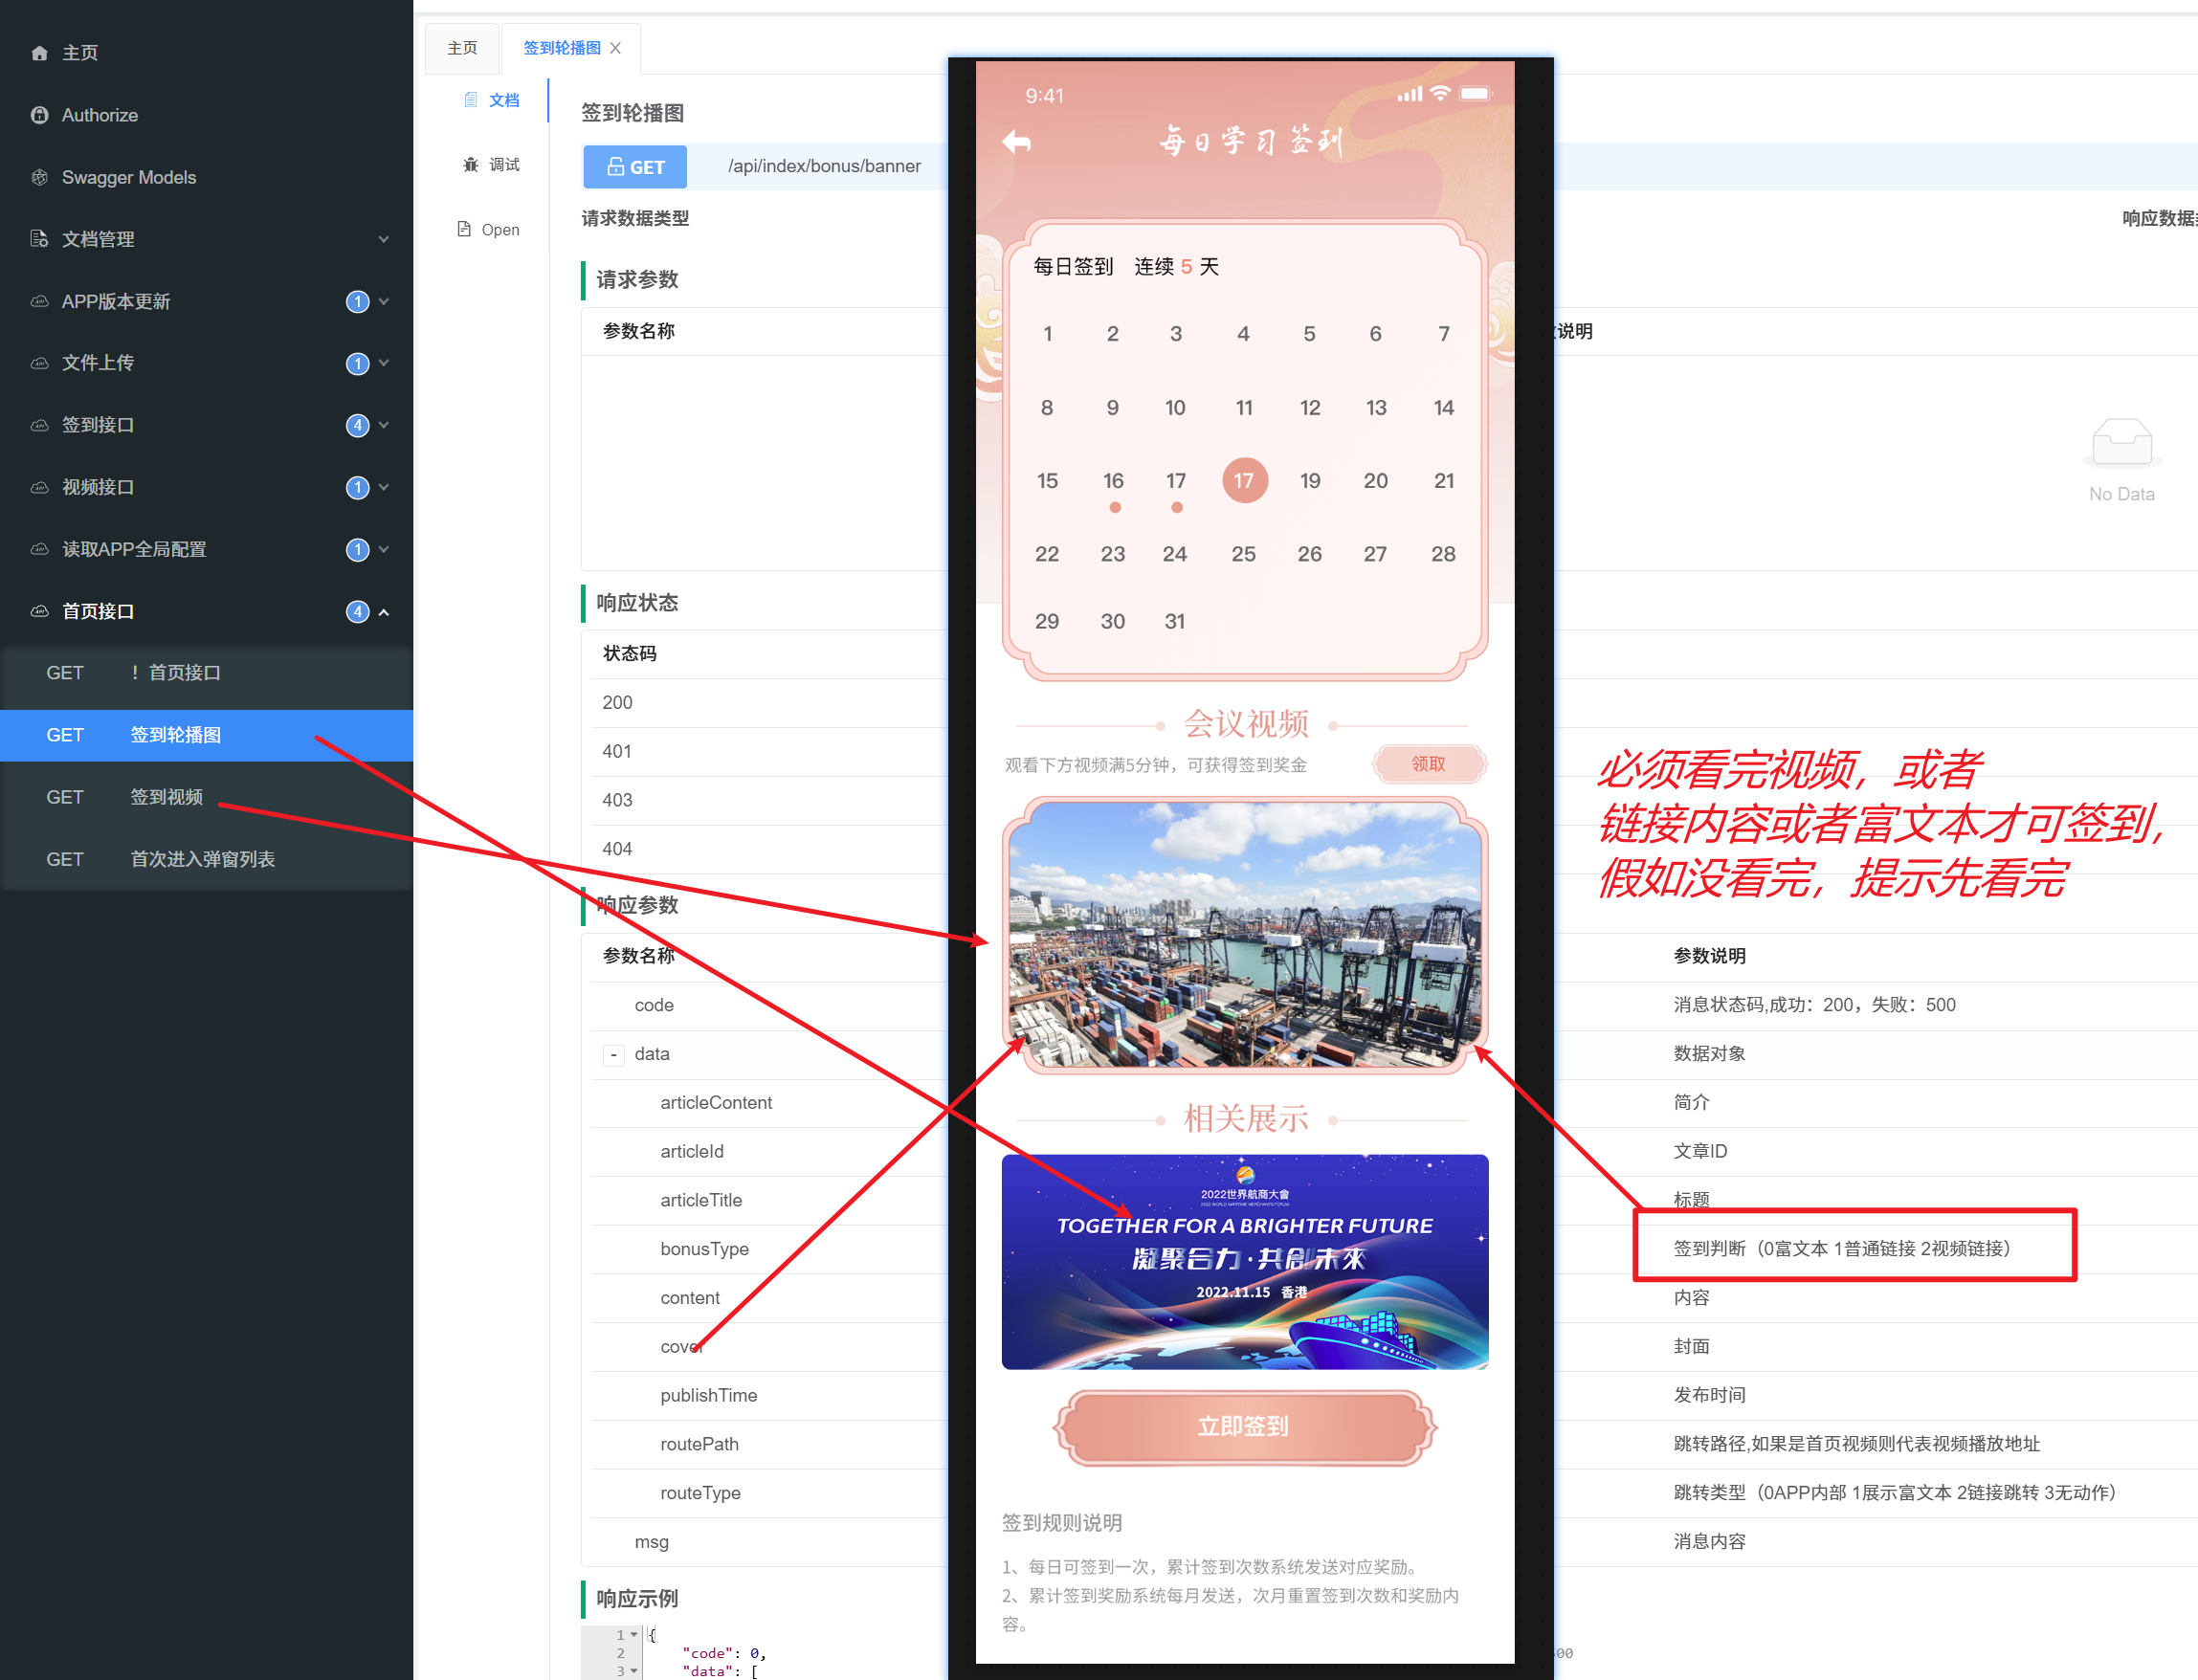 主页
Authorize
Swagger Models
文档管理
APP版本更新 1
文件上传 1
签到接口 4
视频接口 1
读取APP全局配置 1
首页接口 4
GET ！首页接口
GET 签到轮播图
GET 签到视频
GET 首次进入弹窗列表
主页 签到轮播图
文档
调试
Open
签到轮播图
GET /api/index/bonus/banner
请求数据类型
响应数据
请求参数
参数名称
说明
No Data
响应状态
状态码
200
401
403
404
响应参数
参数名称 参数说明
code 消息状态码,成功：200，失败：500
- data 数据对象
articleContent 简介
articleId 文章ID
articleTitle 标题
bonusType 签到判断（0富文本 1普通链接 2视频链接）
content 内容
cover 封面
publishTime 发布时间
routePath 跳转路径,如果是首页视频则代表视频播放地址
routeType 跳转类型（0APP内部 1展示富文本 2链接跳转 3无动作）
msg 消息内容
响应示例
1 {
2 "code": 0,
3 "data": [
9:41
每日学习签到
每日签到 连续 5 天
1 2 3 4 5 6 7
8 9 10 11 12 13 14
15 16 17 17 19 20 21
22 23 24 25 26 27 28
29 30 31
会议视频
观看下方视频满5分钟，可获得签到奖金 领取
相关展示
2022世界航商大會
2022 WORLD MARITIME MERCHANTS FORUM
TOGETHER FOR A BRIGHTER FUTURE
凝聚合力·共創未來
2022.11.15 香港
立即签到
签到规则说明
1、每日可签到一次，累计签到次数系统发送对应奖励。
2、累计签到奖励系统每月发送，次月重置签到次数和奖励内
容。
必须看完视频，或者
链接内容或者富文本才可签到，
假如没看完，提示先看完